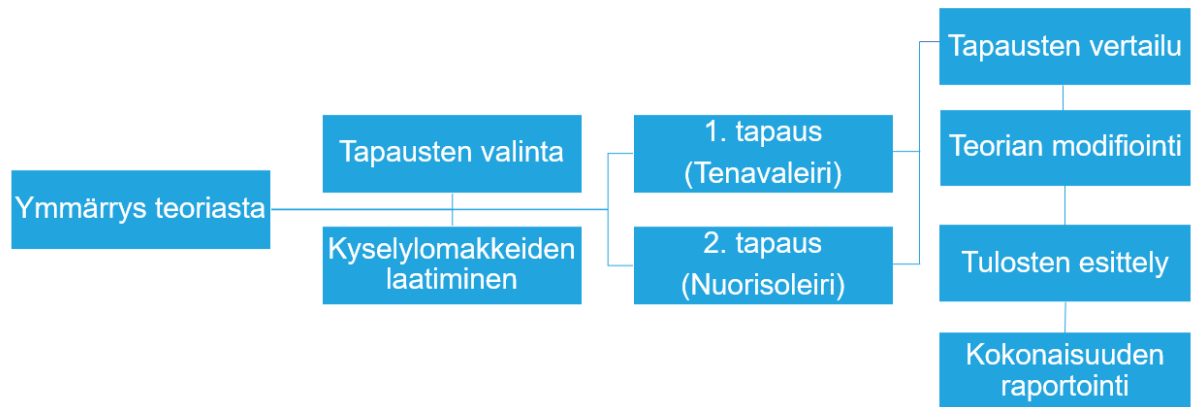 Ymmärrys teoriasta
Tapausten valinta
Kyselylomakkeiden
laatiminen
1. tapaus
(Tenavaleiri)
2. tapaus
(Nuorisoleiri)
Tapausten vertailu
Teorian modifiointi
Tulosten esittely
Kokonaisuuden
raportointi